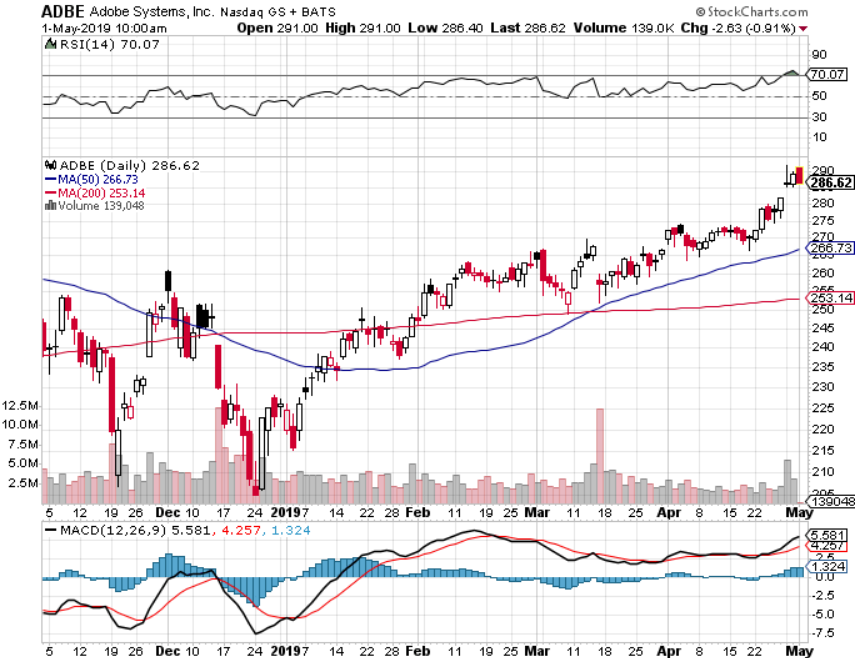 ADBE Adobe Systems, Inc. Nasdaq GS + BATS © StockCharts.com
1-May-2019 10:00am Open 291.00 High 291.00 Low 286.40 Last 286.62 Volume 139.0K Chg -2.63 (-0.91%)
RSI(14) 70.07
90
70.07
50
30
10
ADBE (Daily) 286.62
MA(50) 266.73
MA(200) 253.14
Volume 139,048
290
286.62
280
275
270
266.73
265
260
253.14
250
245
240
235
230
12.5M 225
10.0M 220
7.5M 215
5.0M 210
2.5M 205
139048
5 12 19 26 Dec 10 17 24 2019 7 14 22 28 Feb 11 19 25 Mar 11 18 25 Apr 8 15 22 May
MACD(12,26,9) 5.581, 4.257, 1.324
5.581
4.257
2.5
1.324
0.0
-2.5
-5.0
-7.5
5 12 19 26 Dec 10 17 24 2019 7 14 22 28 Feb 11 19 25 Mar 11 18 25 Apr 8 15 22 May